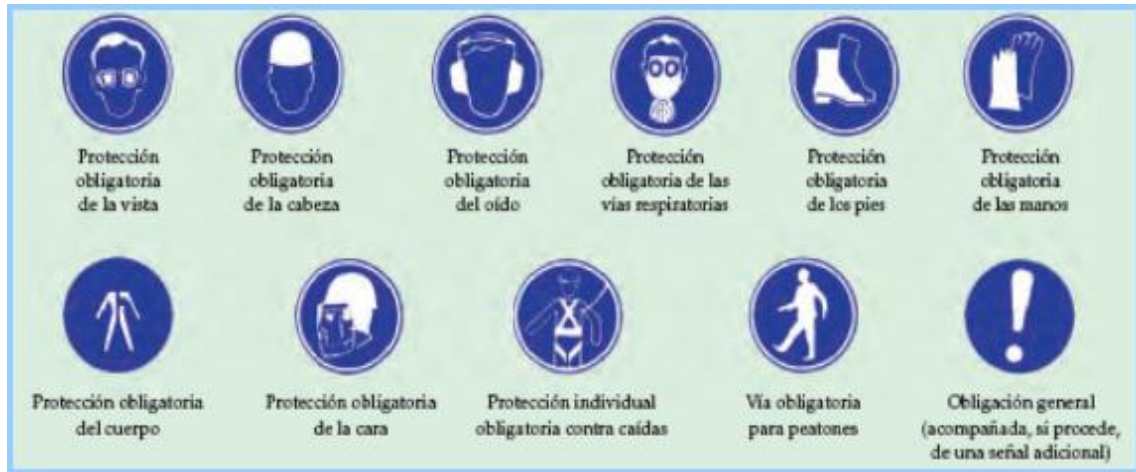 Protección
obligatoria
de la vista
Protección
obligatoria
de la cabeza
Protección
obligatoria
del oído
Protección
obligatoria de las
vías respiratorias
Protección
obligatoria
de los pies
Protección
obligatoria
de las manos
Protección obligatoria
del cuerpo
Protección obligatoria
de la cara
Protección individual
obligatoria contra caídas
Vía obligatoria
para peatones
Obligación general
(acompañada, si procede,
de una señal adicional)